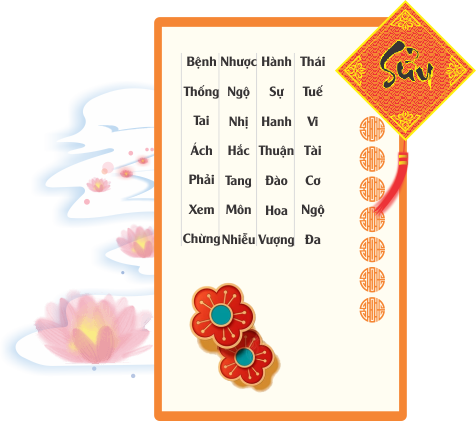 Sửu
Thái Tuế Vi Tài Cơ Ngộ Đa
Hành Sự Hanh Thuận Đào Hoa Vượng
Nhược Ngộ Nhị Hắc Tang Môn Nhiễu
Bệnh Thống Tai Ách Phải Xem Chừng